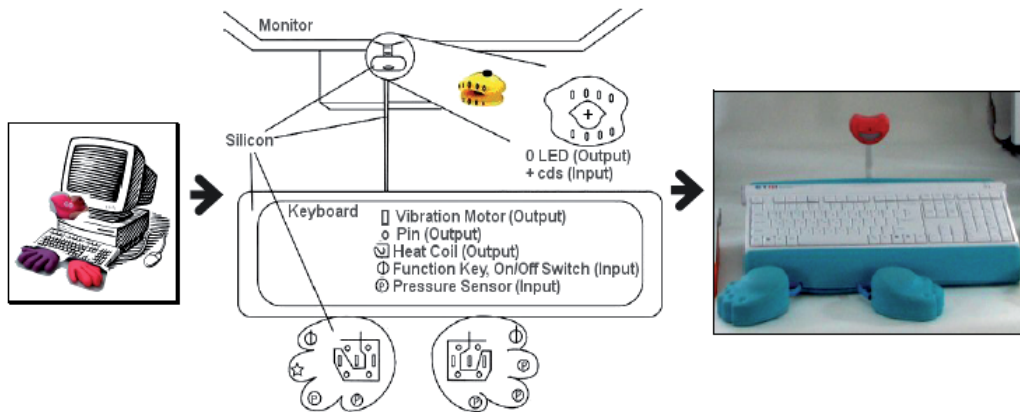 Monitor
Silicon
0 LED (Output)
+ cds (Input)
Keyboard
Vibration Motor (Output)
Pin (Output)
Heat Coil (Output)
Function Key, On/Off Switch (Input)
P Pressure Sensor (Input)
P
P
P
P
P